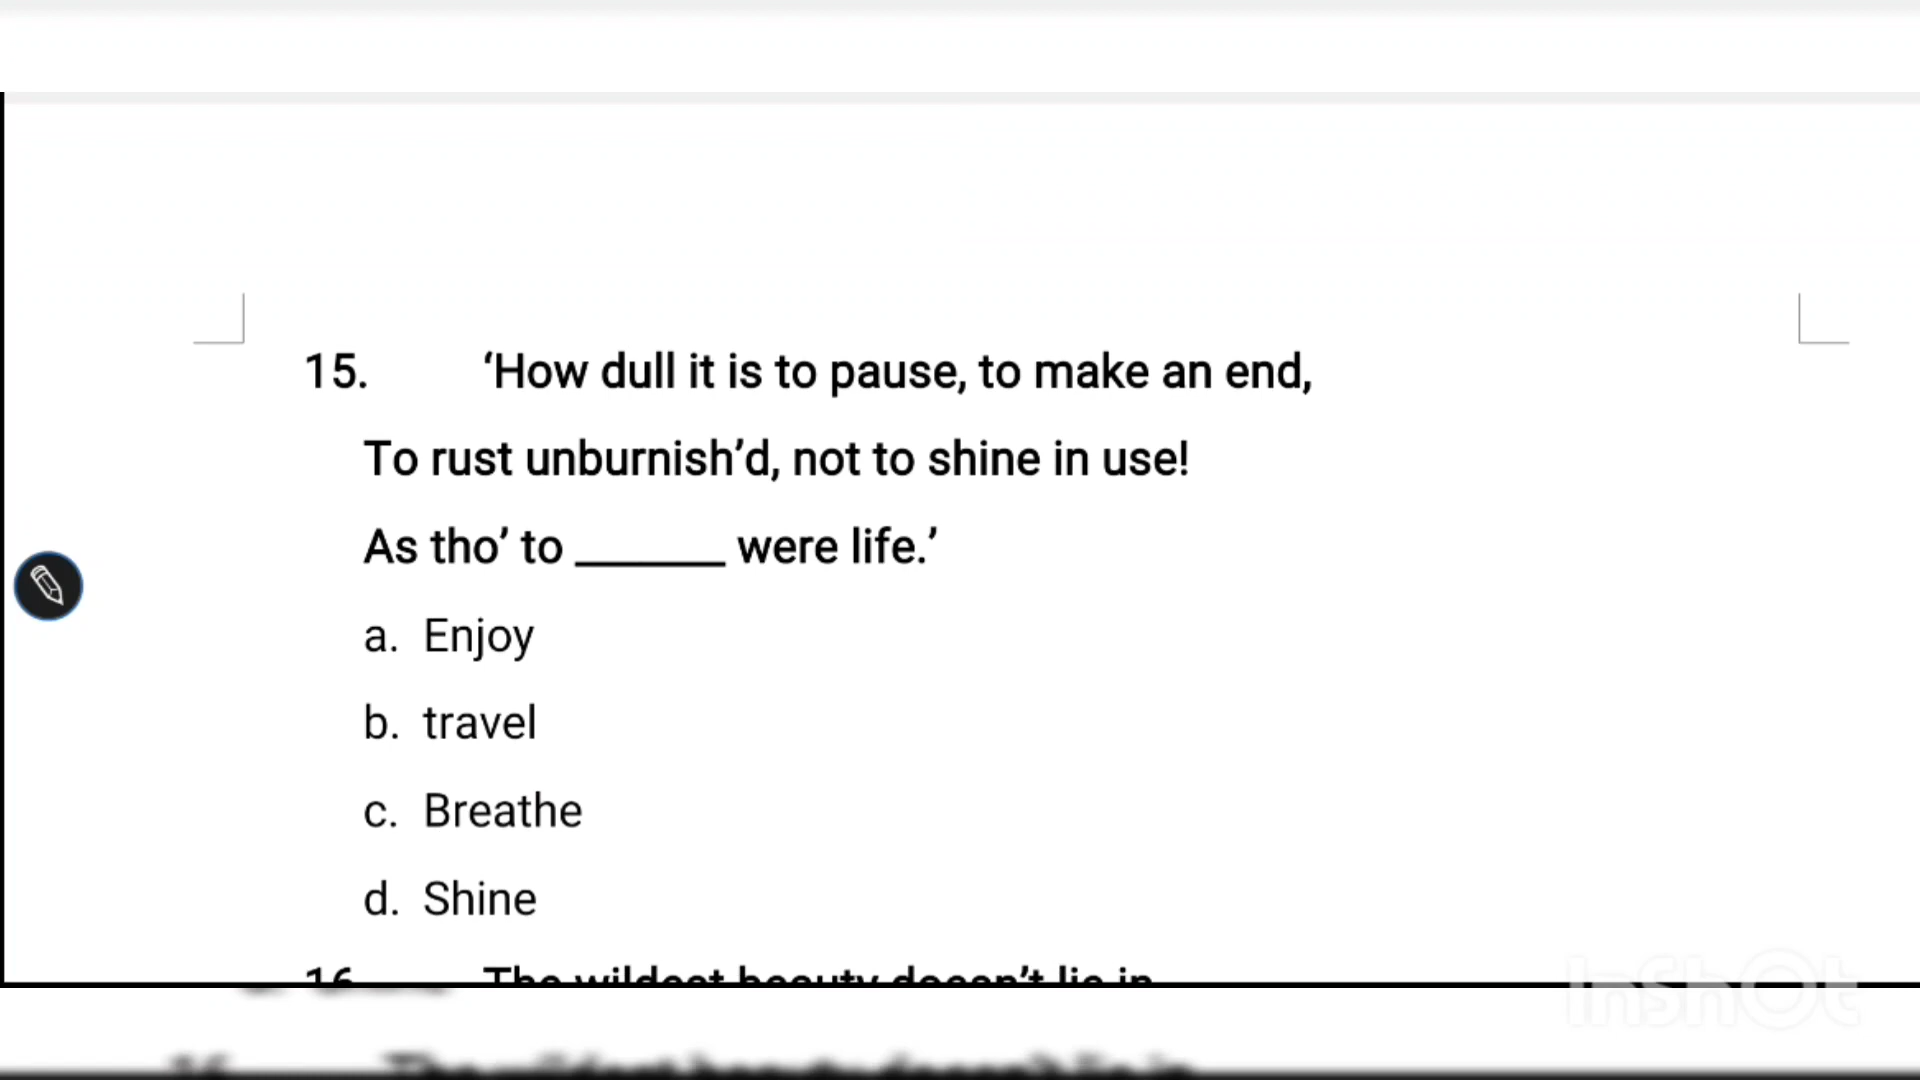 15. ‘How dull it is to pause, to make an end,
To rust unburnish’d, not to shine in use!
As tho’ to ______ were life.’
a. Enjoy
b. travel
c. Breathe
d. Shine
16. The wildest beauty doesn’t lie in
InShOt